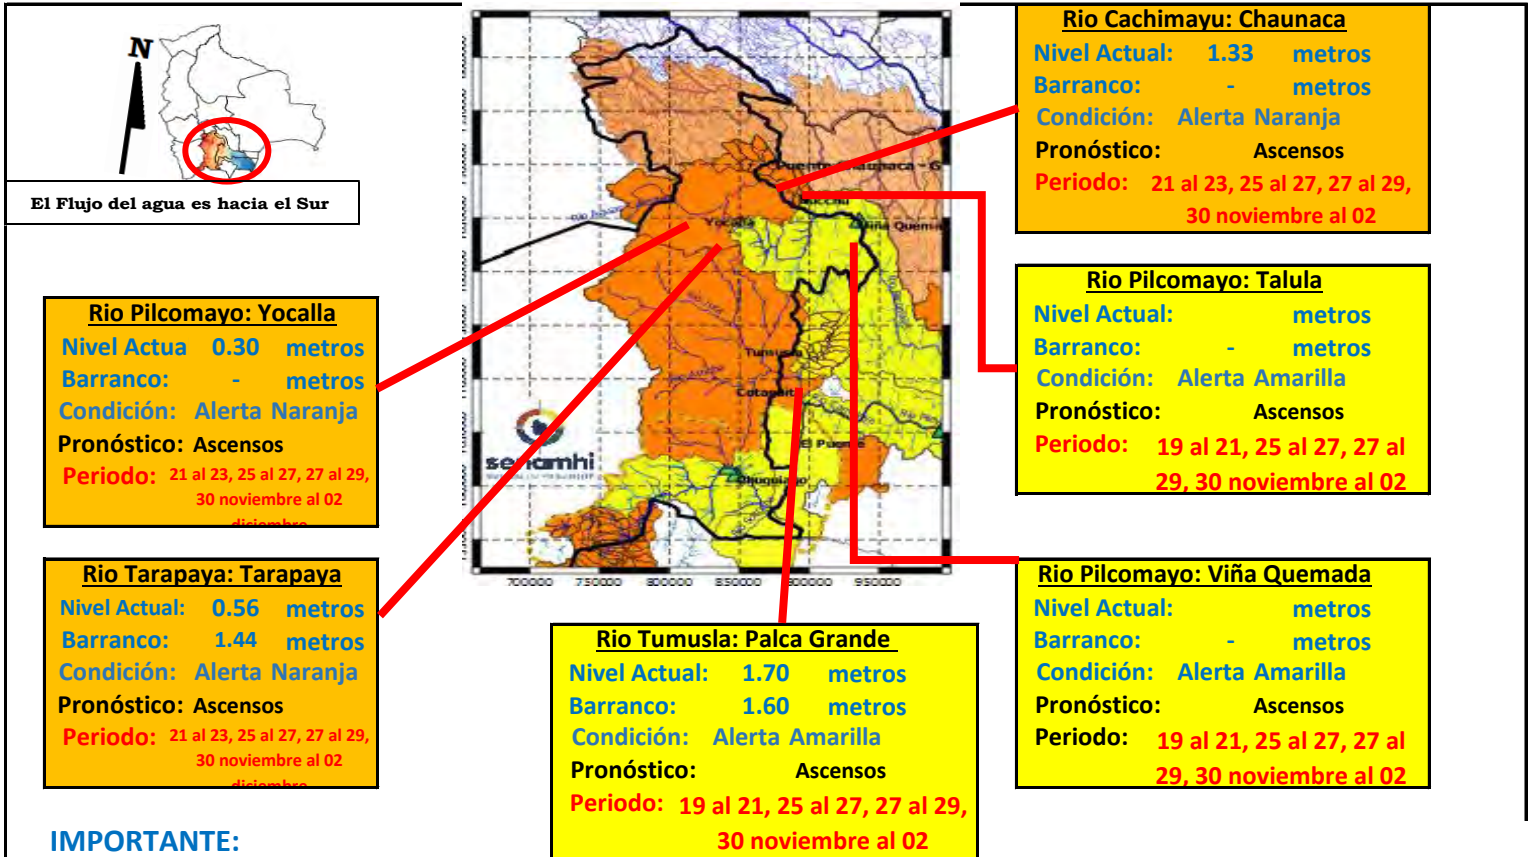 N
El Flujo del agua es hacia el Sur
Rio Pilcomayo: Yocalla
Nivel Actua 0.30 metros
Barranco: - metros
Condición: Alerta Naranja
Pronóstico: Ascensos
Periodo: 21 al 23, 25 al 27, 27 al 29,
30 noviembre al 02
diciembre
Rio Tarapaya: Tarapaya
Nivel Actual: 0.56 metros
Barranco: 1.44 metros
Condición: Alerta Naranja
Pronóstico: Ascensos
Periodo: 21 al 23, 25 al 27, 27 al 29,
30 noviembre al 02
diciembre
IMPORTANTE:
Puente Chaunaca - 6
Yocalla
Viña Quema
Tumusla
Cotagaita
El Puente
Chuquiago
senamhi
700000 750000 800000 850000 900000 950000
Rio Tumusla: Palca Grande
Nivel Actual: 1.70 metros
Barranco: 1.60 metros
Condición: Alerta Amarilla
Pronóstico: Ascensos
Periodo: 19 al 21, 25 al 27, 27 al 29,
30 noviembre al 02
Rio Cachimayu: Chaunaca
Nivel Actual: 1.33 metros
Barranco: - metros
Condición: Alerta Naranja
Pronóstico: Ascensos
Periodo: 21 al 23, 25 al 27, 27 al 29,
30 noviembre al 02
Rio Pilcomayo: Talula
Nivel Actual: metros
Barranco: - metros
Condición: Alerta Amarilla
Pronóstico: Ascensos
Periodo: 19 al 21, 25 al 27, 27 al
29, 30 noviembre al 02
Rio Pilcomayo: Viña Quemada
Nivel Actual: metros
Barranco: - metros
Condición: Alerta Amarilla
Pronóstico: Ascensos
Periodo: 19 al 21, 25 al 27, 27 al
29, 30 noviembre al 02